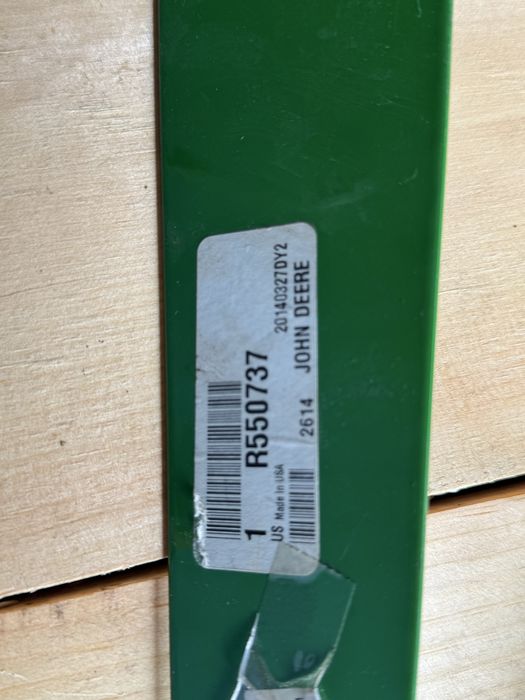 1 R550737
US Made In USA 20140327DY2
2614 JOHN DEERE